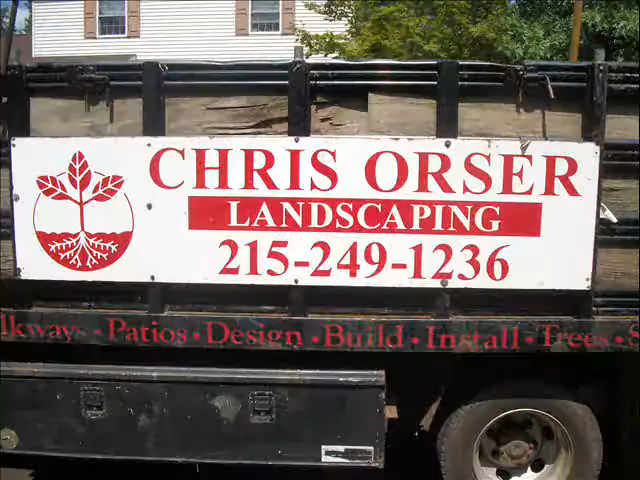 CHRIS ORSER
LANDSCAPING
215-249-1236
lkways • Patios • Design • Build • Install • Trees • S